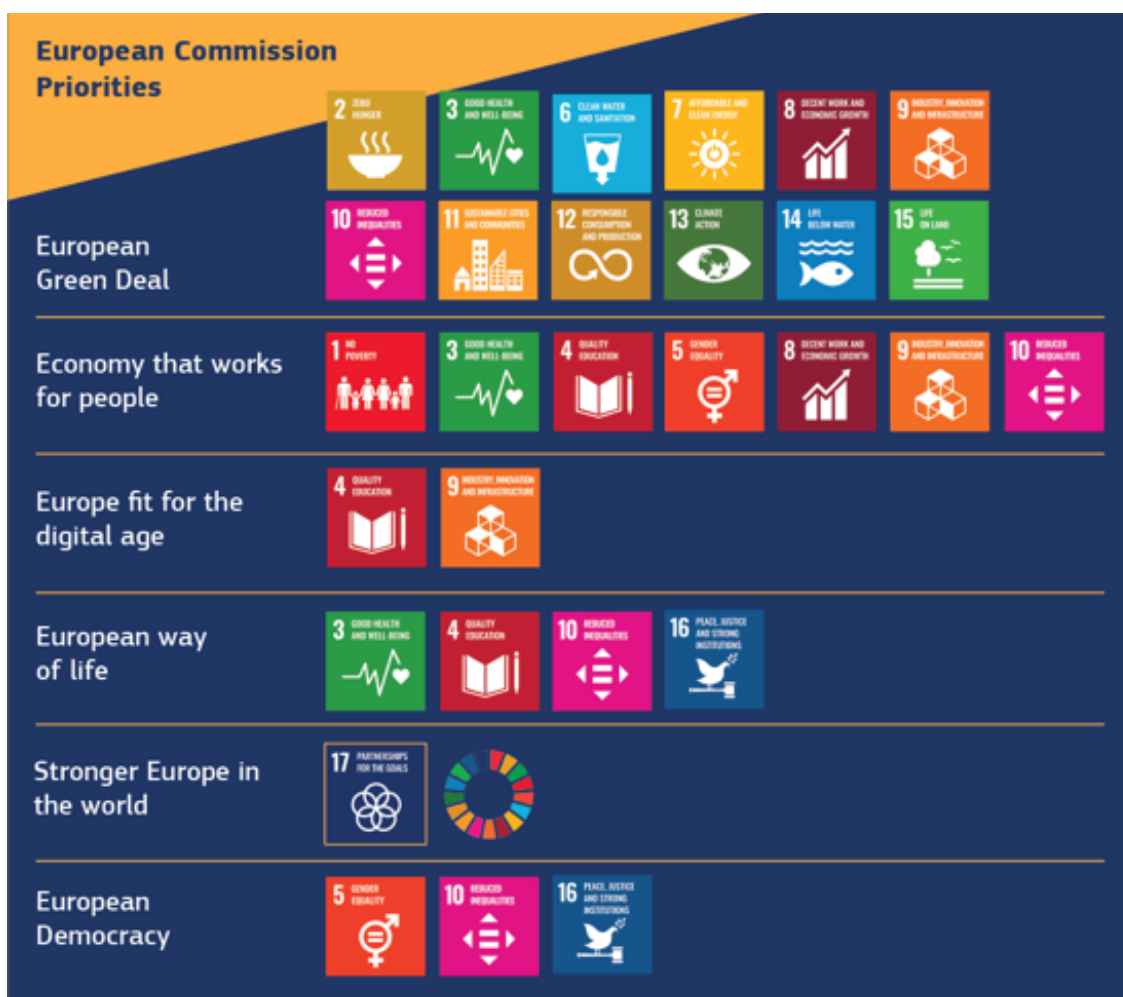 European Commission
Priorities
2 ZERO
HUNGER
3 GOOD HEALTH
AND WELL-BEING
6 CLEAN WATER
AND SANITATION
7 AFFORDABLE AND
CLEAN ENERGY
8 DECENT WORK AND
ECONOMIC GROWTH
9 INDUSTRY, INNOVATION
AND INFRASTRUCTURE
European
Green Deal
10 REDUCED
INEQUALITIES
11 SUSTAINABLE CITIES
AND COMMUNITIES
12 RESPONSIBLE
CONSUMPTION
AND PRODUCTION
13 CLIMATE
ACTION
14 LIFE
BELOW WATER
15 LIFE
ON LAND
Economy that works
for people
1 NO
POVERTY
3 GOOD HEALTH
AND WELL-BEING
4 QUALITY
EDUCATION
5 GENDER
EQUALITY
8 DECENT WORK AND
ECONOMIC GROWTH
9 INDUSTRY, INNOVATION
AND INFRASTRUCTURE
10 REDUCED
INEQUALITIES
Europe fit for the
digital age
4 QUALITY
EDUCATION
9 INDUSTRY, INNOVATION
AND INFRASTRUCTURE
European way
of life
3 GOOD HEALTH
AND WELL-BEING
4 QUALITY
EDUCATION
10 REDUCED
INEQUALITIES
16 PEACE, JUSTICE
AND STRONG
INSTITUTIONS
Stronger Europe in
the world
17 PARTNERSHIPS
FOR THE GOALS
European
Democracy
5 GENDER
EQUALITY
10 REDUCED
INEQUALITIES
16 PEACE, JUSTICE
AND STRONG
INSTITUTIONS